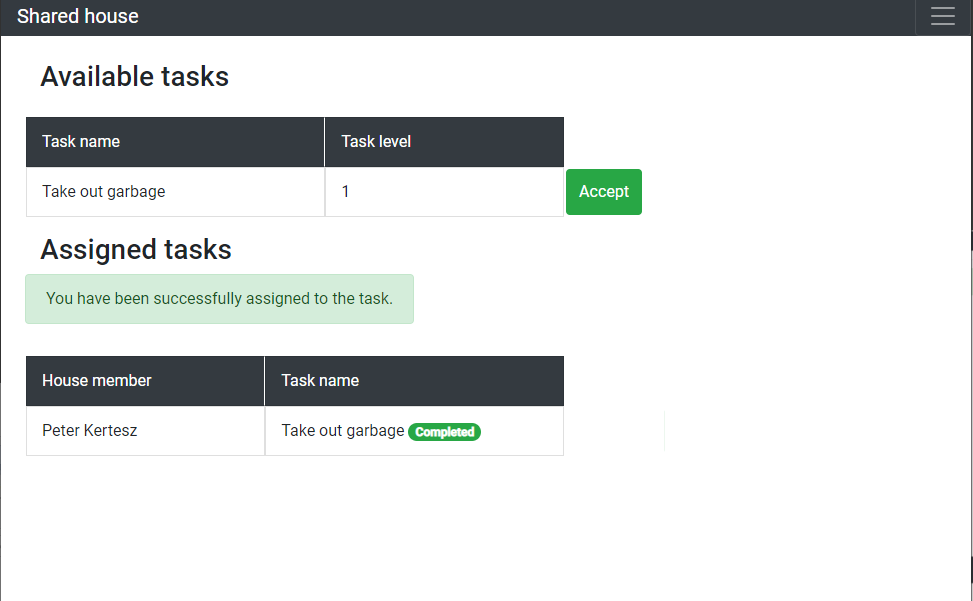 Shared house
Available tasks
Task name Task level
Take out garbage 1 Accept
Assigned tasks
You have been successfully assigned to the task.
House member Task name
Peter Kertesz Take out garbage Completed